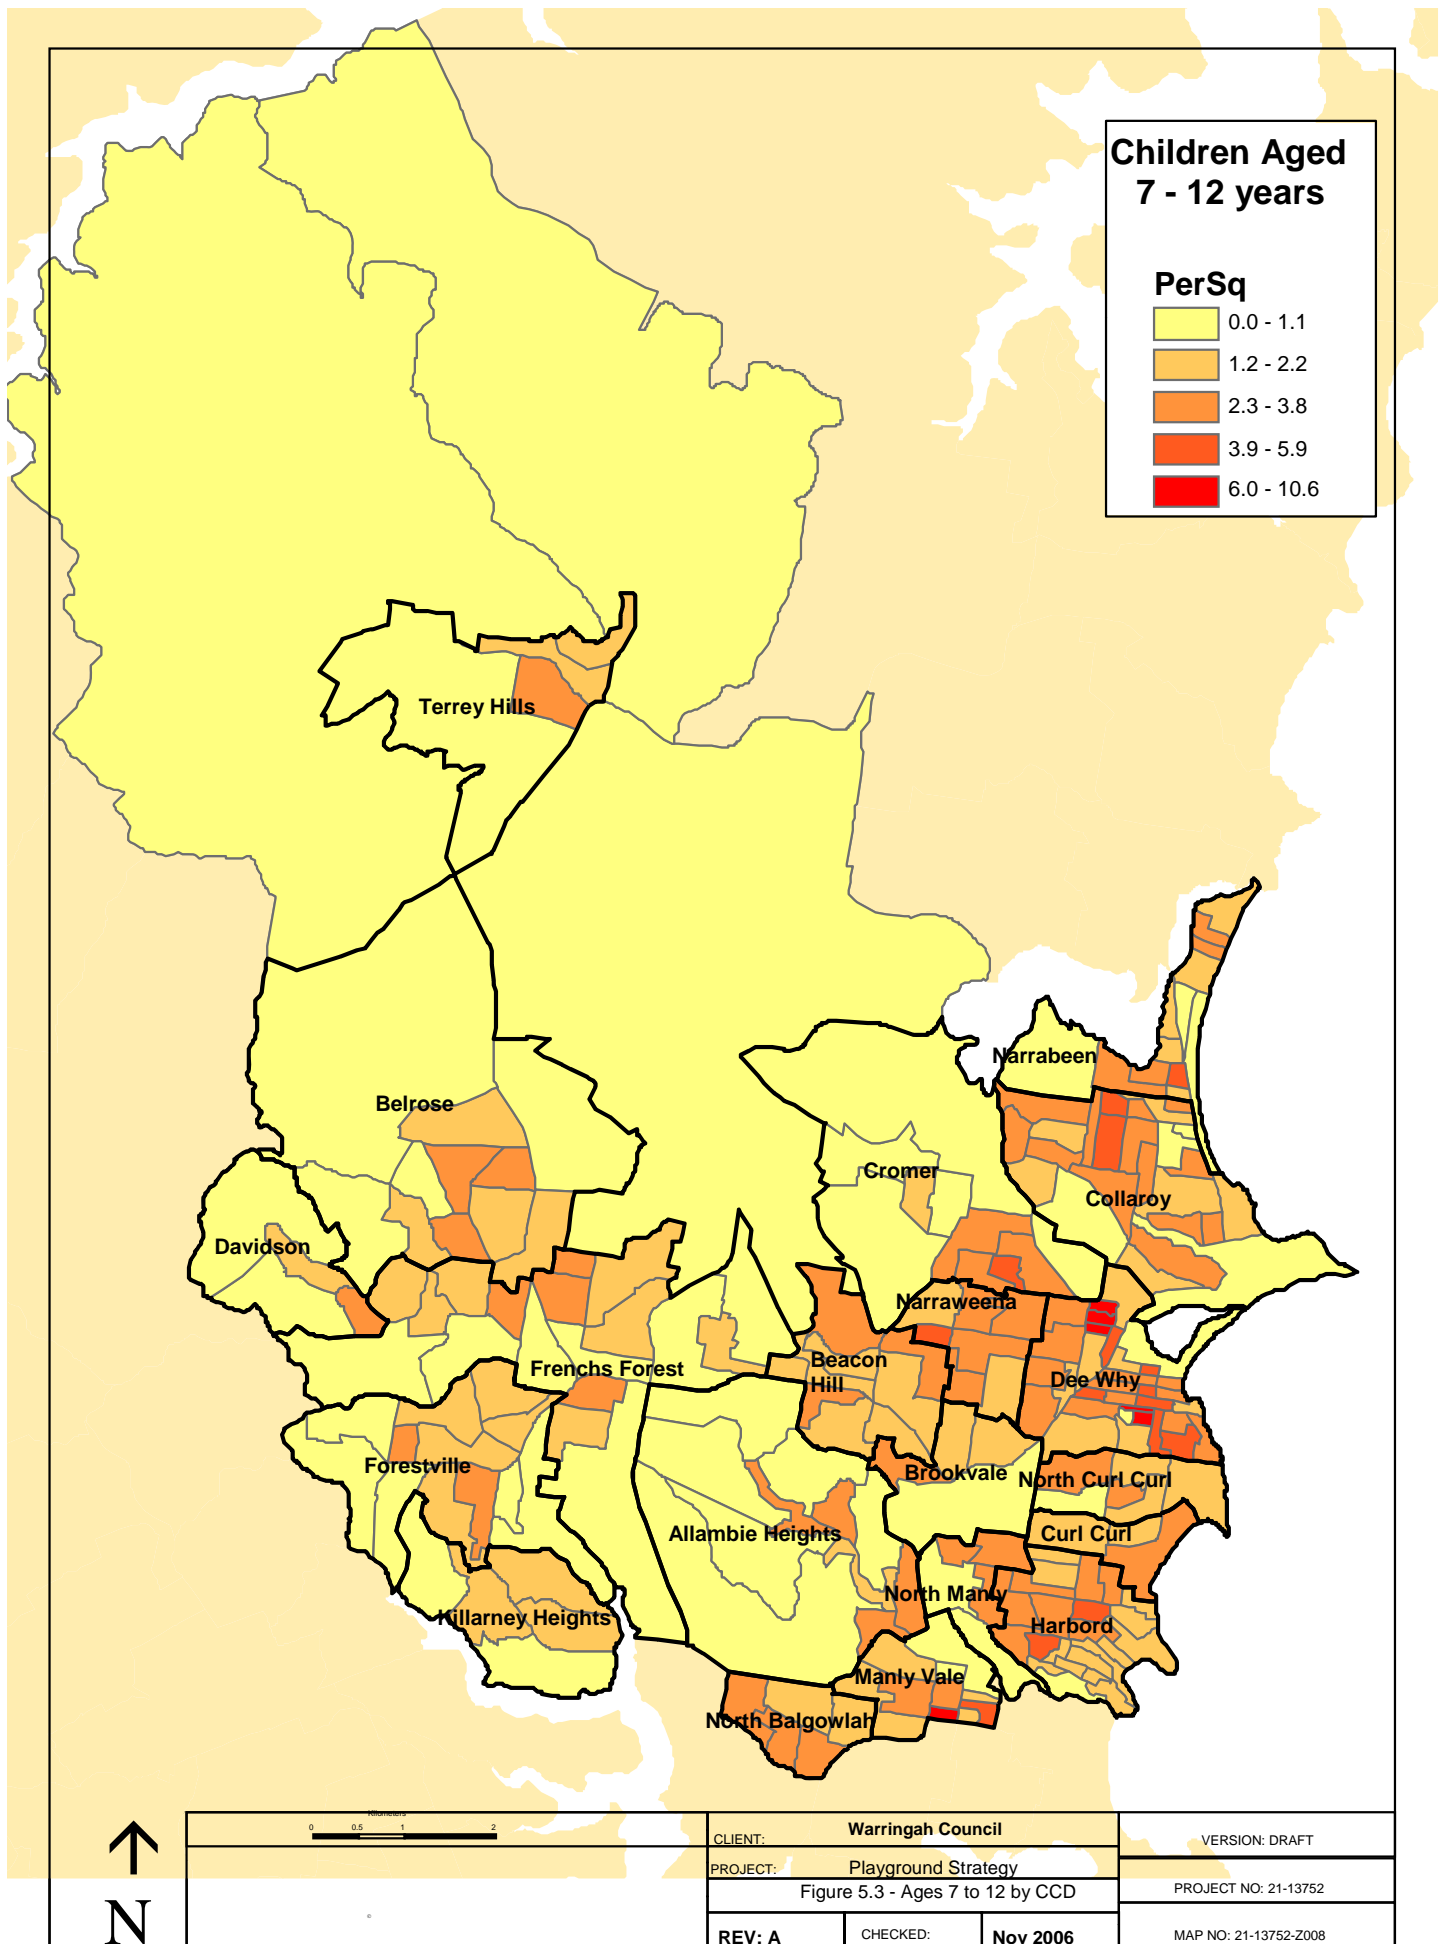 Children Aged
7 - 12 years
PerSq
0.0 - 1.1
1.2 - 2.2
2.3 - 3.8
3.9 - 5.9
6.0 - 10.6
Terrey Hills
Narrabeen
Belrose
Cromer
Collaroy
Davidson
Narraweena
Frenchs Forest
Beacon
Hill
Dee Why
Forestville
Brookvale
North Curl Curl
Allambie Heights
Curl Curl
North Manly
Killarney Heights
Harbord
Manly Vale
North Balgowlah
Kilometers
0 0.5 1 2
N
CLIENT: Warringah Council
VERSION: DRAFT
PROJECT: Playground Strategy
Figure 5.3 - Ages 7 to 12 by CCD
PROJECT NO: 21-13752
REV: A
CHECKED:
Nov 2006
MAP NO: 21-13752-Z008